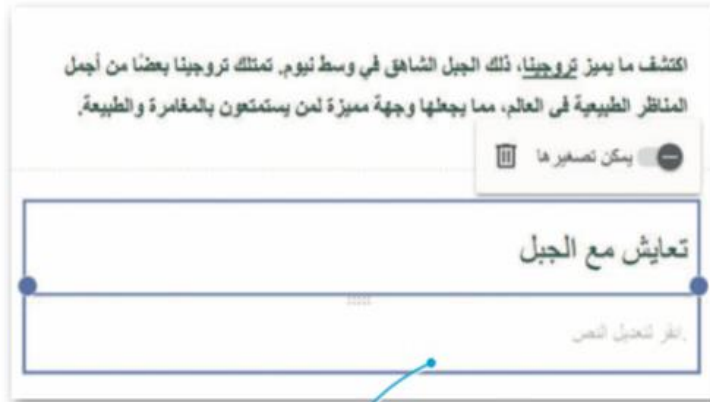 اكتشف ما يميز تروجينا، ذلك الجبل الشاهق في وسط نيوم. تمتلك تروجينا بعضًا من أجمل
المناظر الطبيعية في العالم، مما يجعلها وجهة مميزة لمن يستمتعون بالمغامرة والطبيعة.
يمكن تصغيرها
تعايش مع الجبل
انقر لتعديل النص.